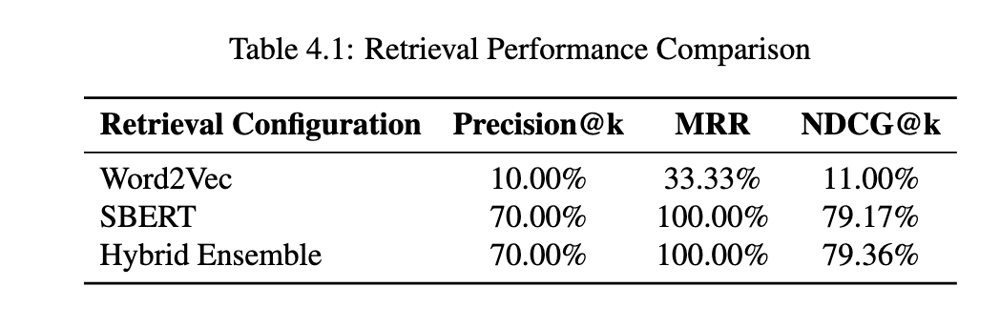 Table 4.1: Retrieval Performance Comparison
Retrieval Configuration Precision@k MRR NDCG@k
Word2Vec 10.00% 33.33% 11.00%
SBERT 70.00% 100.00% 79.17%
Hybrid Ensemble 70.00% 100.00% 79.36%